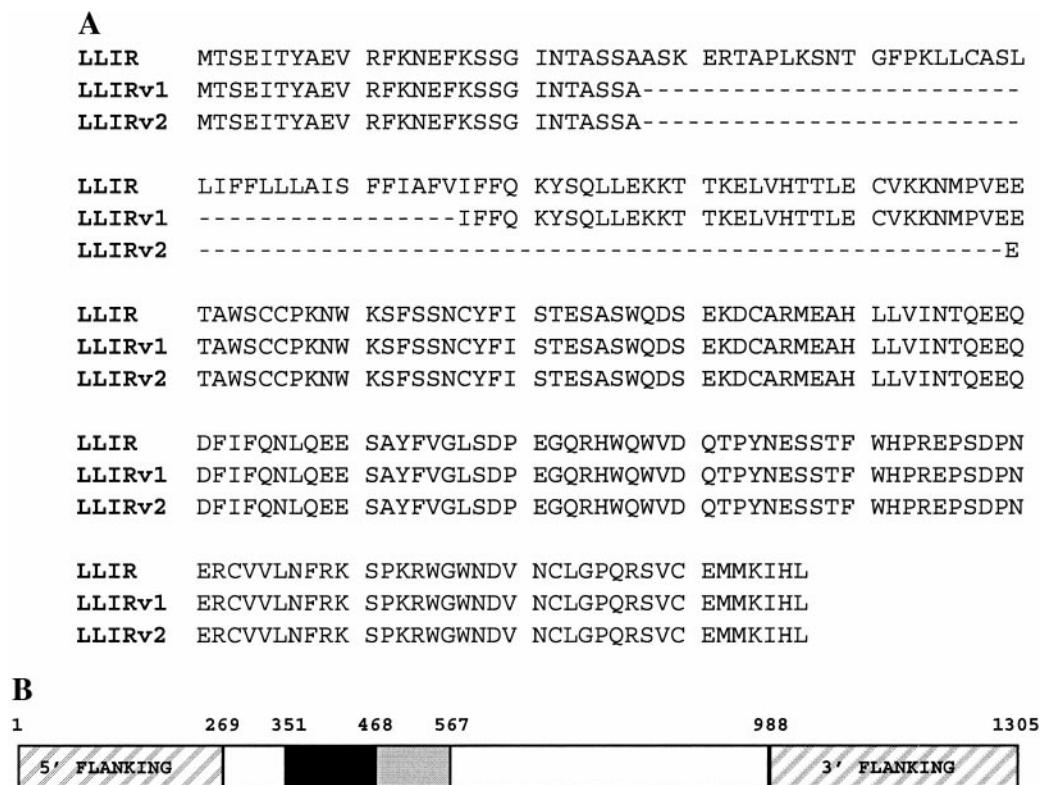 A
LLIR MTSEITYAEV RFKNEFKSSG INTASSAASK ERTAPLKSNT GFPKLLCASL
LLIRv1 MTSEITYAEV RFKNEFKSSG INTASSA-----------------------
LLIRv2 MTSEITYAEV RFKNEFKSSG INTASSA-----------------------
LLIR LIFFLLLAIS FFIAFVIFFQ KYSQLLEKKT TKELVHTTLE CVKKNMPVEE
LLIRv1 ----------------IFFQ KYSQLLEKKT TKELVHTTLE CVKKNMPVEE
LLIRv2 -------------------------------------------------E
LLIR TAWSCCPKNW KSFSSNCYFI STESASWQDS EKDCARMEAH LLVINTQEEQ
LLIRv1 TAWSCCPKNW KSFSSNCYFI STESASWQDS EKDCARMEAH LLVINTQEEQ
LLIRv2 TAWSCCPKNW KSFSSNCYFI STESASWQDS EKDCARMEAH LLVINTQEEQ
LLIR DFIFQNLQEE SAYFVGLSDP EGQRHWQWVD QTPYNESSTF WHPREPSDPN
LLIRv1 DFIFQNLQEE SAYFVGLSDP EGQRHWQWVD QTPYNESSTF WHPREPSDPN
LLIRv2 DFIFQNLQEE SAYFVGLSDP EGQRHWQWVD QTPYNESSTF WHPREPSDPN
LLIR ERCVVLNFRK SPKRWGWNDV NCLGPQRSVC EMMKIHL
LLIRv1 ERCVVLNFRK SPKRWGWNDV NCLGPQRSVC EMMKIHL
LLIRv2 ERCVVLNFRK SPKRWGWNDV NCLGPQRSVC EMMKIHL
B
1 269 351 468 567 988 1305
5' FLANKING 3' FLANKING